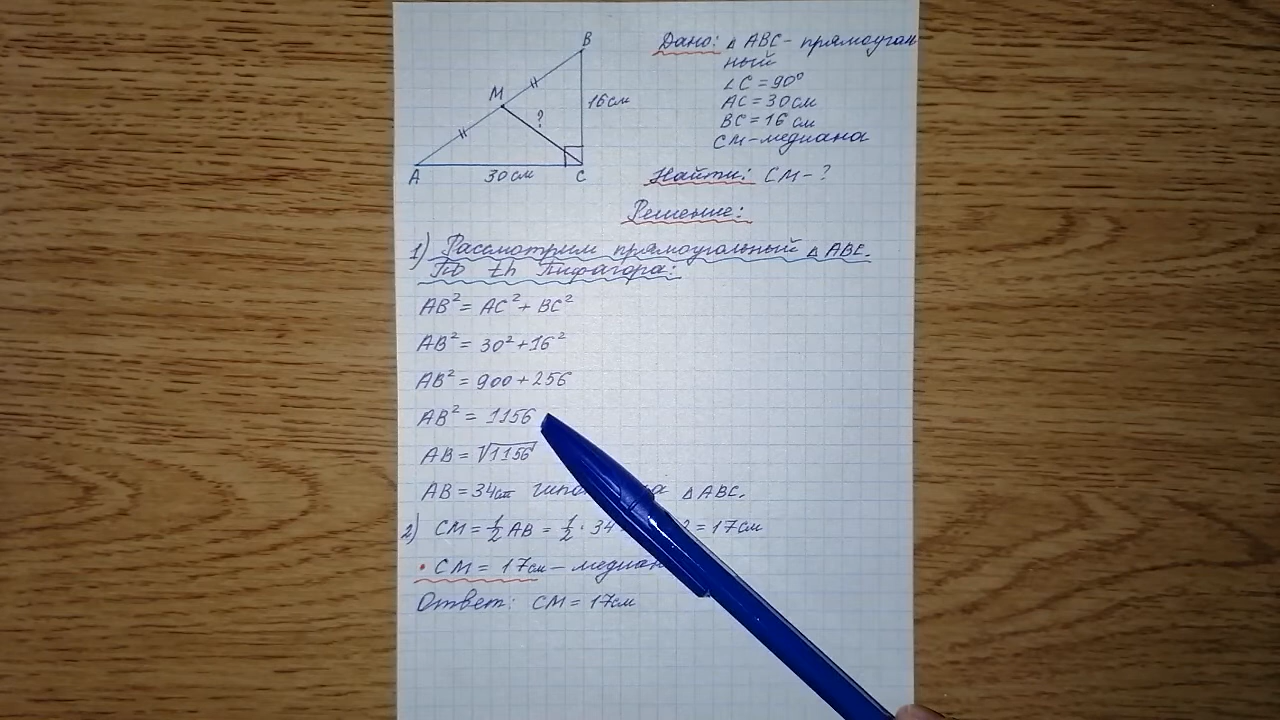 B
M
16см
?
A
30см
C
Дано: △ABC - прямоуголь
ный
∠C = 90°
AC = 30см
BC = 16 см
CM - медиана
Найти: CM - ?
Решение:
1) Рассмотрим прямоугольный △ABC.
По th Пифагора:
AB² = AC² + BC²
AB² = 30² + 16²
AB² = 900 + 256
AB² = 1156
AB = √1156
AB = 34см △ABC.
2) CM = ½ AB = ½ · 34 2 = 17см
• CM = 17см - медиан
Ответ: CM = 17см